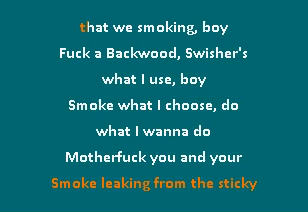 that we smoking, boy
Fuck a Backwood, Swisher's
what I use, boy
Smoke what I choose, do
what I wanna do
Motherfuck you and your
Smoke leaking from the sticky